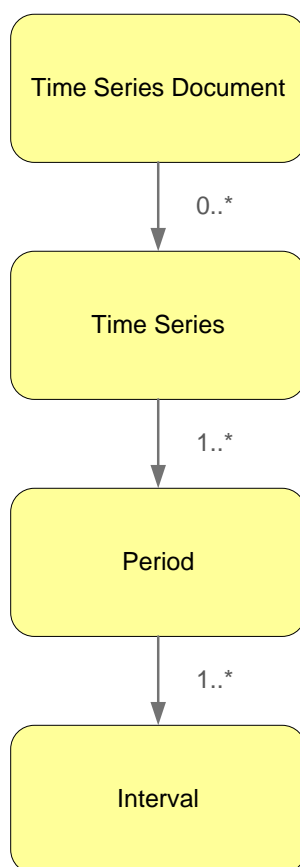 Time Series Document
0..*
Time Series
1..*
Period
1..*
Interval